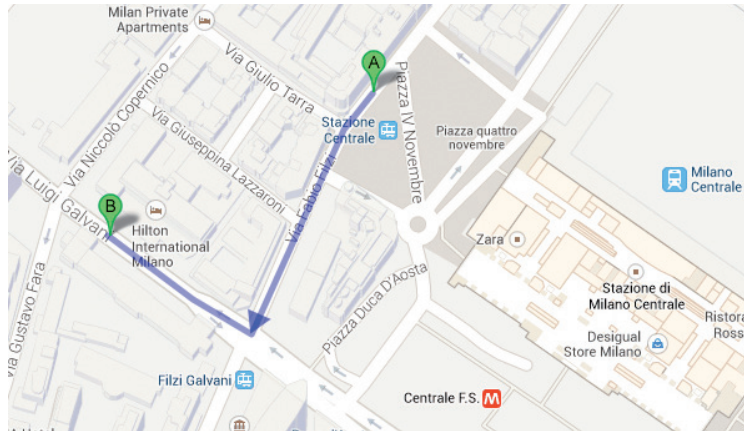 Milan Private
Apartments
A
Via Giulio Tarra
Piazza IV Novembre
Via Niccolò Copernico
Stazione
Centrale
Piazza quattro
novembre
Via Giuseppina Lazzaroni
Via Luigi Galvani
Via Fabio Filzi
Milano
Centrale
B
Hilton
International
Milano
Zara
Stazione di
Milano Centrale
Via Gustavo Fara
Piazza Duca D'Aosta
Ristora
Ross
Desigual
Store Milano
Filzi Galvani
Centrale F.S. M